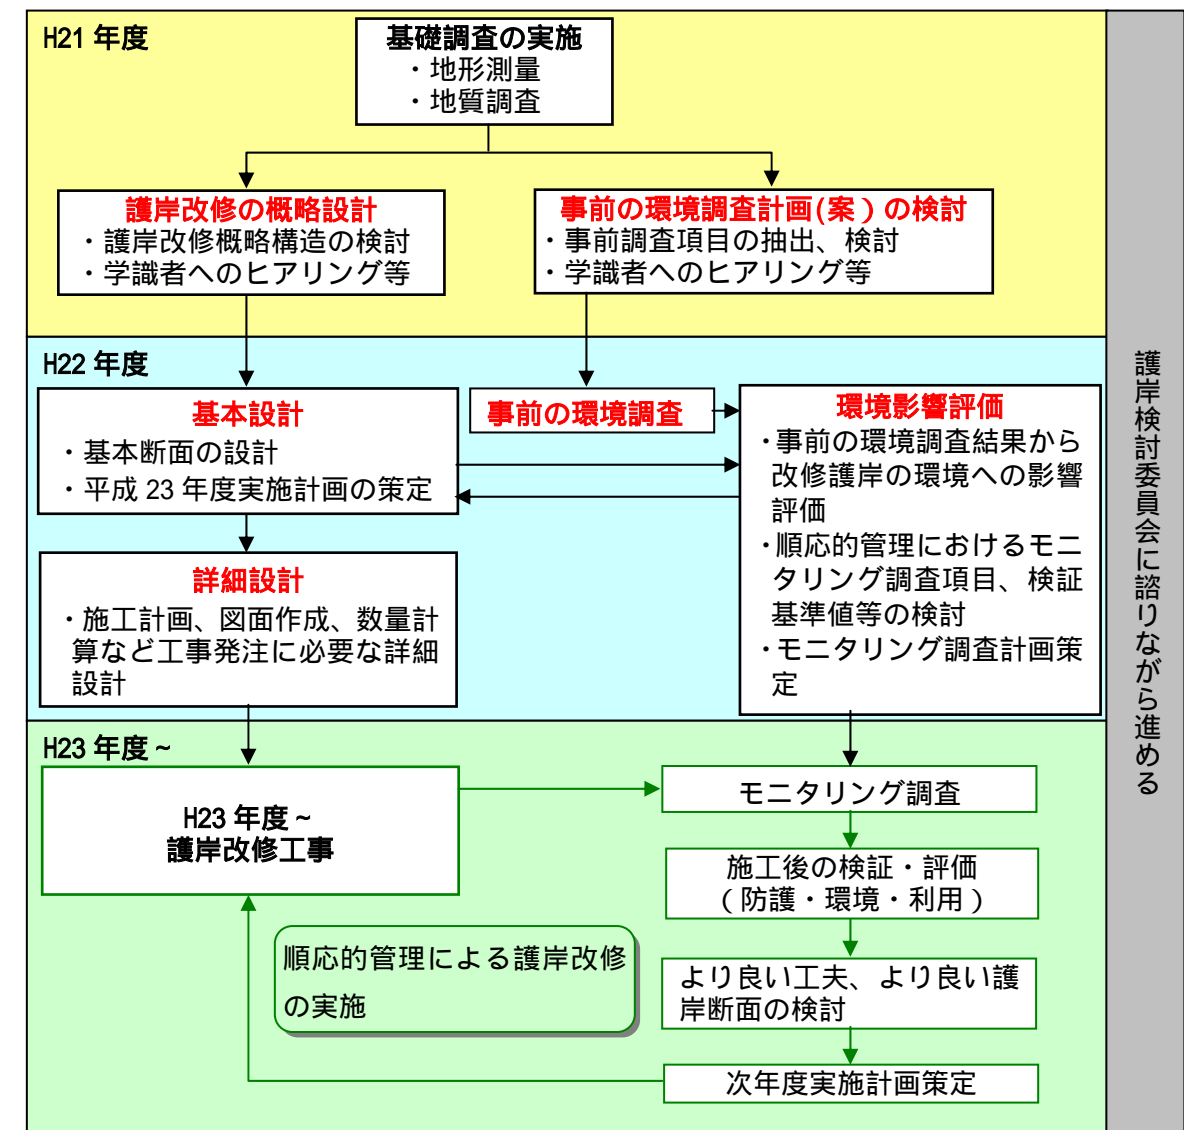 H21 年度
基礎調査の実施
・地形測量
・地質調査
護岸改修の概略設計
・護岸改修概略構造の検討
・学識者へのヒアリング等
事前の環境調査計画(案）の検討
・事前調査項目の抽出、検討
・学識者へのヒアリング等
H22 年度
基本設計
・基本断面の設計
・平成 23 年度実施計画の策定
事前の環境調査
環境影響評価
・事前の環境調査結果から
改修護岸の環境への影響
評価
・順応的管理におけるモニ
タリング調査項目、検証
基準値等の検討
・モニタリング調査計画策
定
詳細設計
・施工計画、図面作成、数量計
算など工事発注に必要な詳細
設計
H23 年度～
H23 年度～
護岸改修工事
モニタリング調査
施工後の検証・評価
（防護・環境・利用）
順応的管理による護岸改修
の実施
より良い工夫、より良い護
岸断面の検討
次年度実施計画策定
護岸検討委員会に諮りながら進める